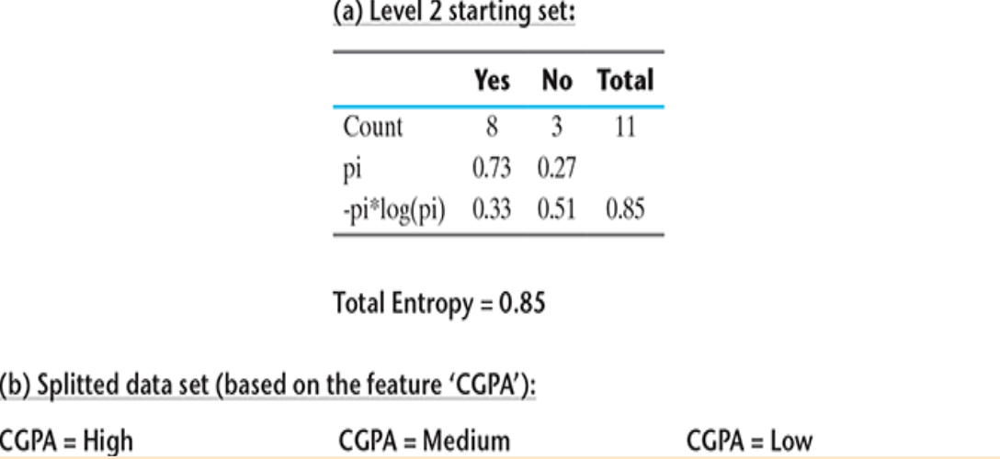 (a) Level 2 starting set:
Yes No Total
Count 8 3 11
pi 0.73 0.27
-pi*log(pi) 0.33 0.51 0.85
Total Entropy = 0.85
(b) Splitted data set (based on the feature ‘CGPA’):
CGPA = High CGPA = Medium CGPA = Low